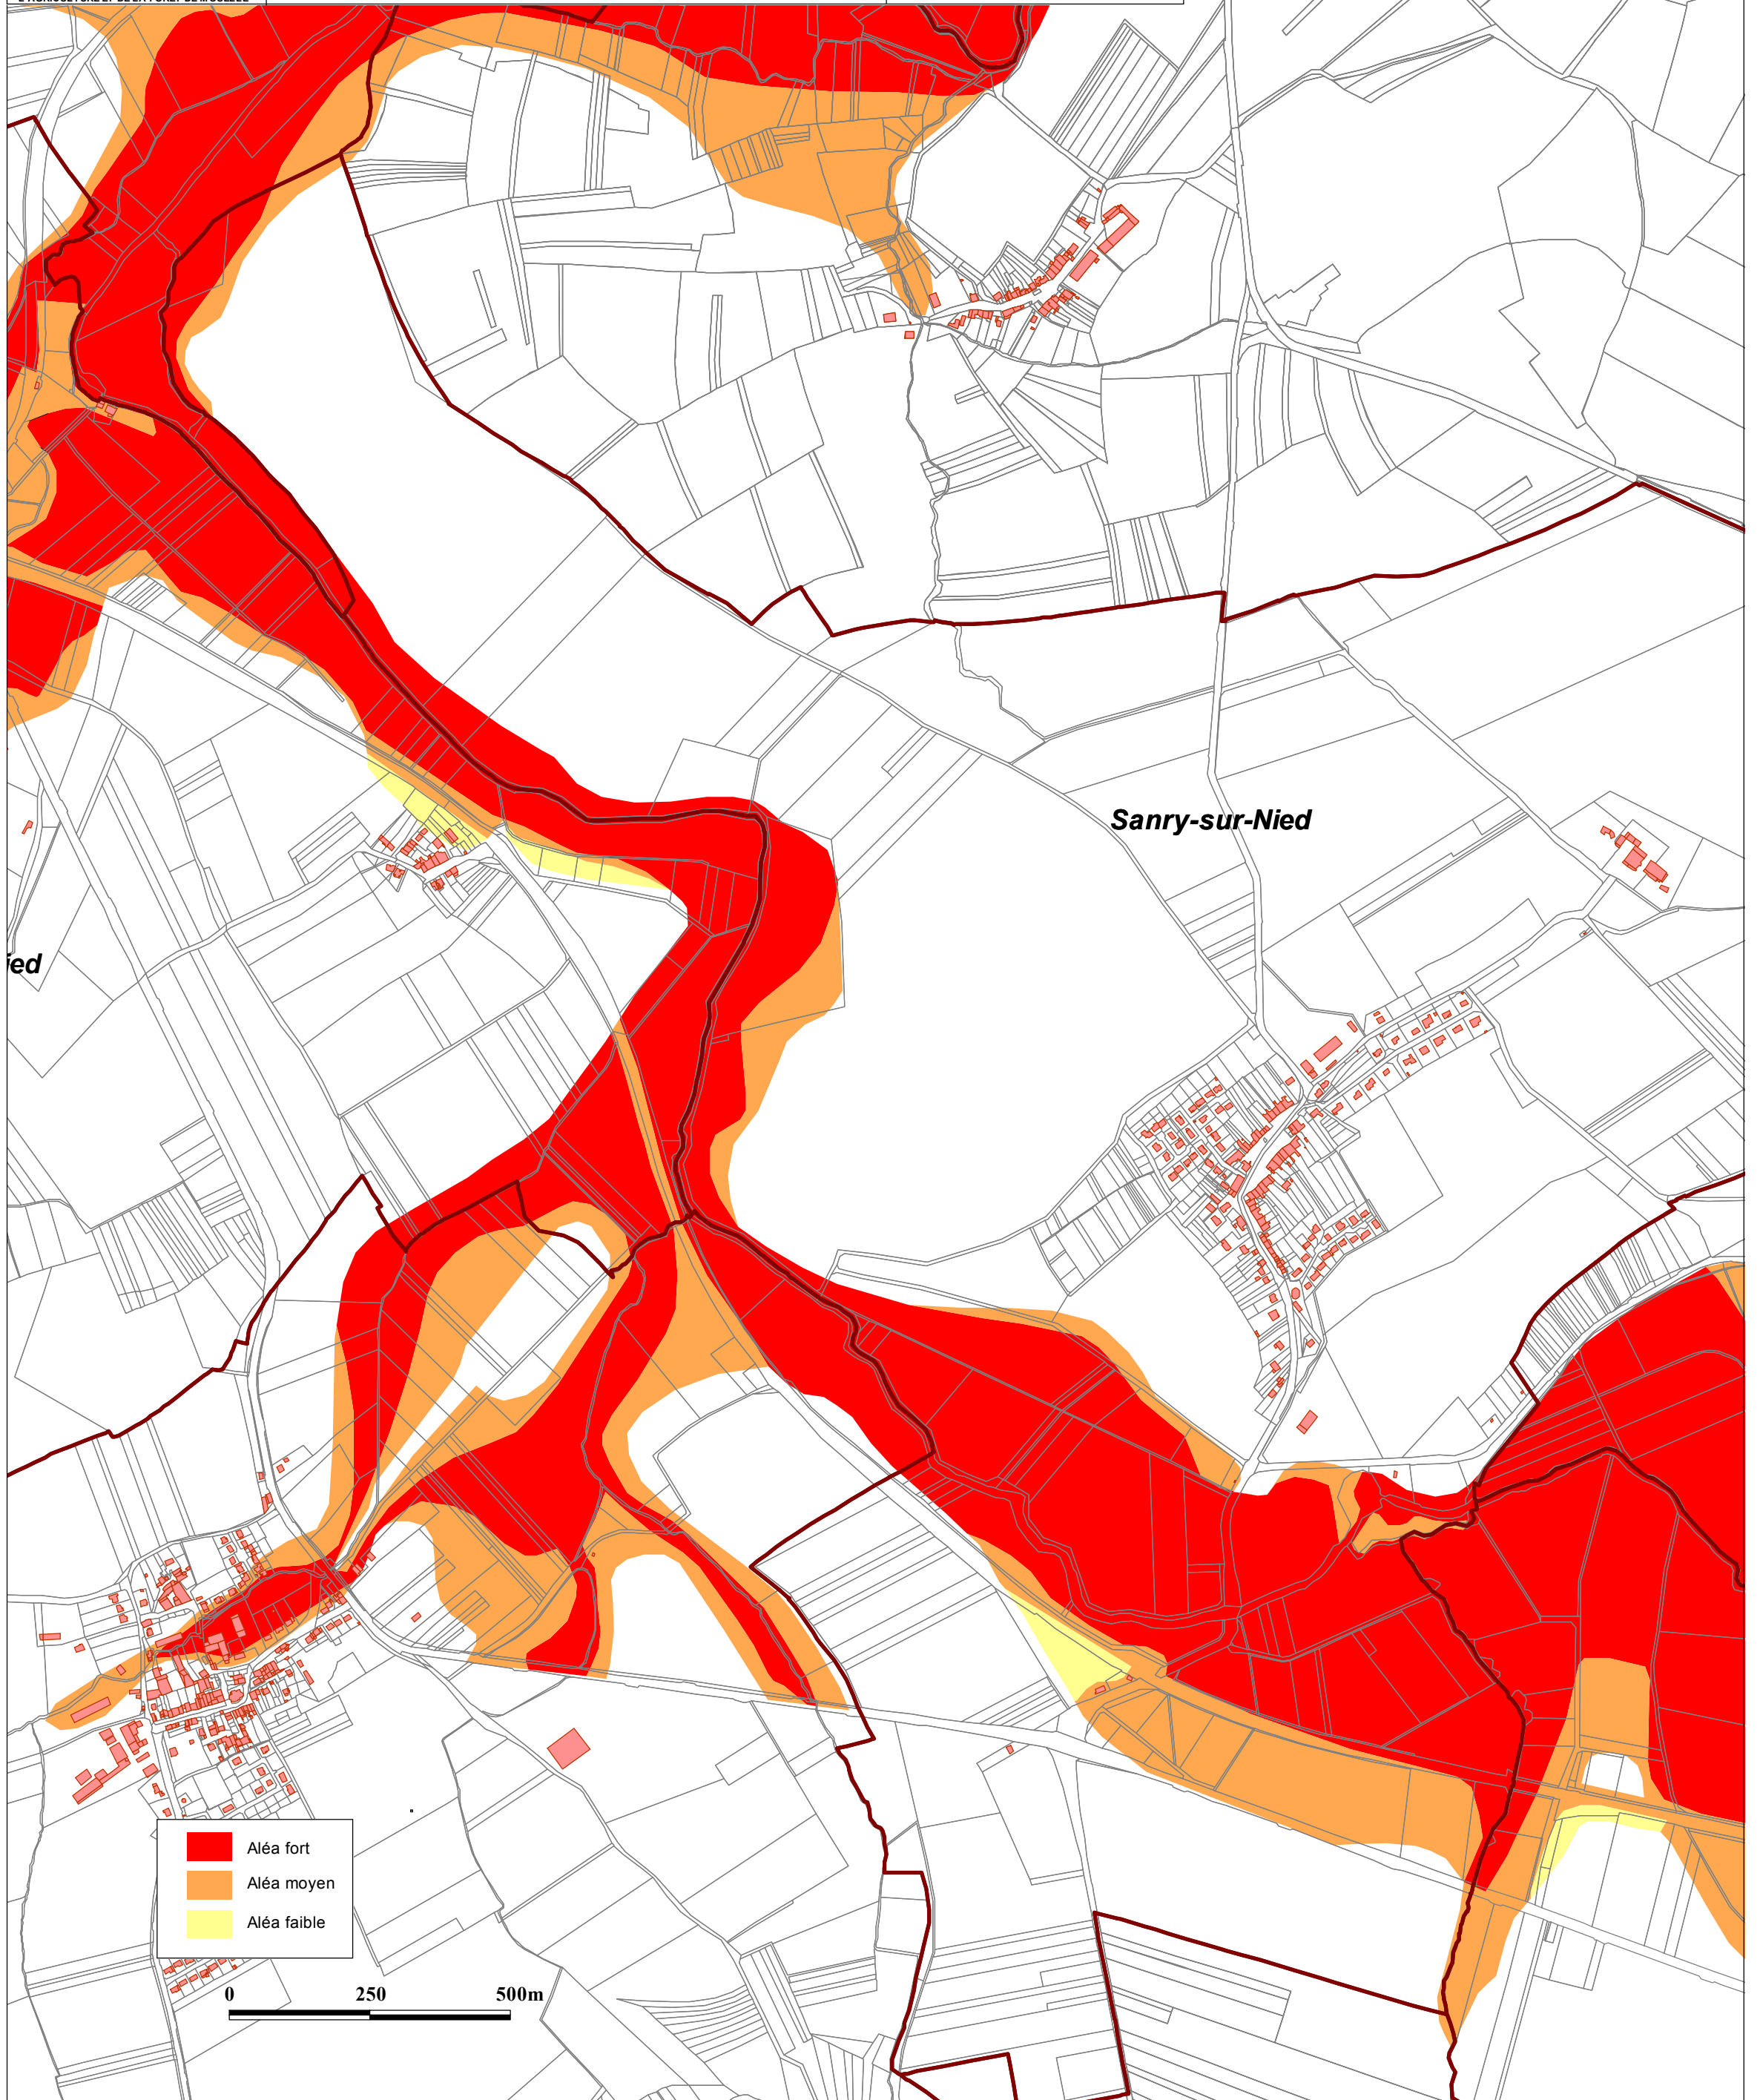 Sanry-sur-Nied
ied
Aléa fort
Aléa moyen
Aléa faible
0 250 500m